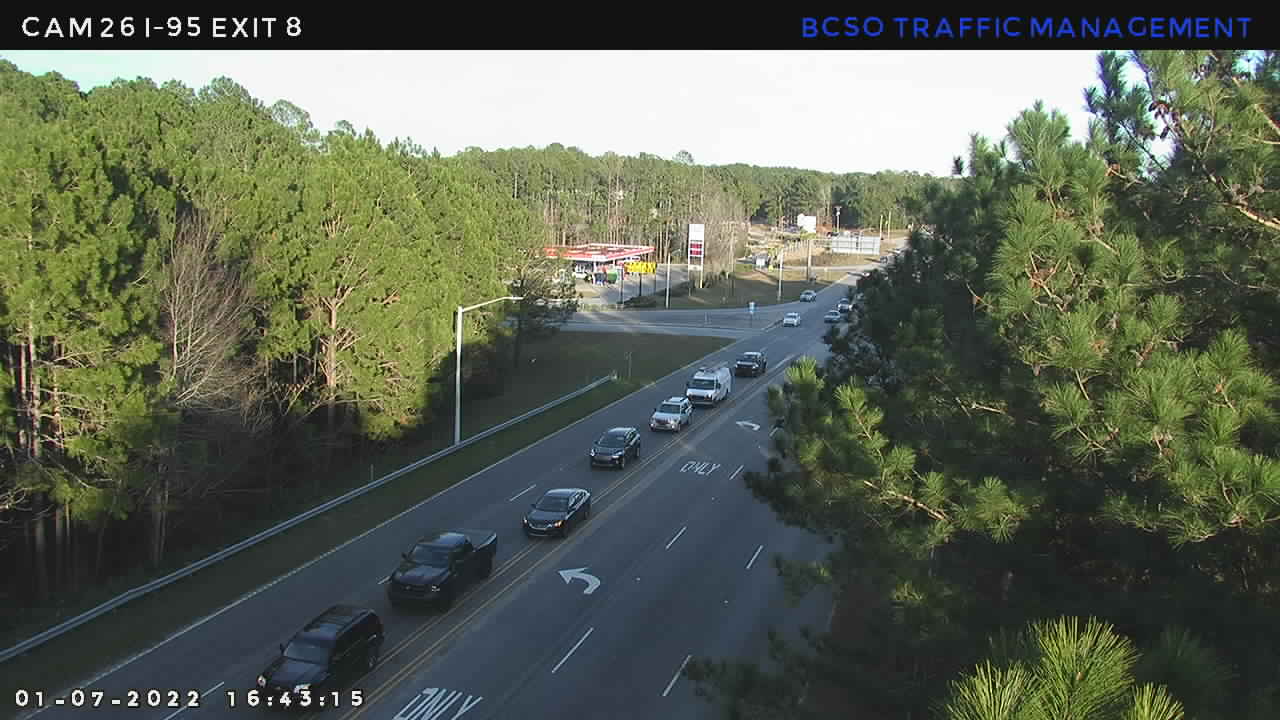 CAM 26 I-95 EXIT 8
BCSO TRAFFIC MANAGEMENT
ONLY
ONLY
01-07-2022 16:43:15